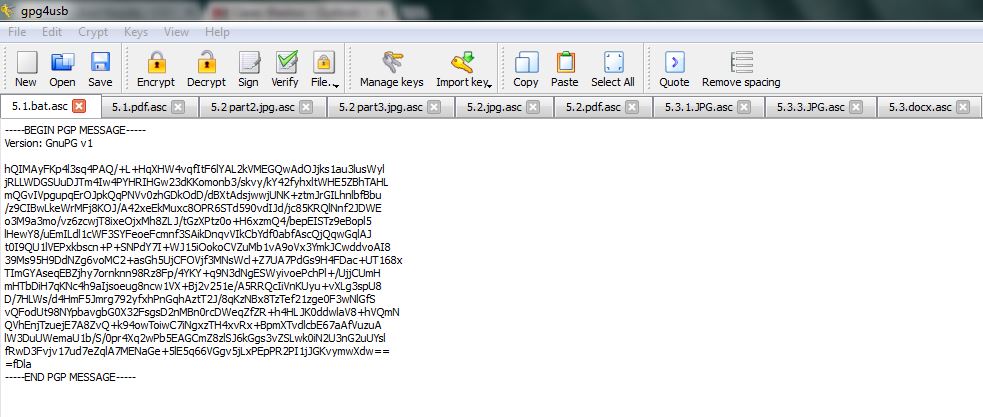 gpg4usb
File Edit Crypt Keys View Help
New Open Save Encrypt Decrypt Sign Verify File.. Manage keys Import key Copy Paste Select All Quote Remove spacing
5.1.bat.asc 5.1.pdf.asc 5.2 part2.jpg.asc 5.2 part3.jpg.asc 5.2.jpg.asc 5.2.pdf.asc 5.3.1.JPG.asc 5.3.3.JPG.asc 5.3.docx.asc
-----BEGIN PGP MESSAGE-----
Version: GnuPG v1
hQIMAyFKp4l3sq4PAQ/+L+HqXHW4vqfItF6lYAL2kVMEGQwAdOJjks1au3lusWyl
jRLLWDGSUuDJTm4Iw4PYHRIHGw23dKKomonb3/skvy/kY42fyhxltWHE5ZBhTAHL
mQGvIVpgupqErOJpkQqPNVv0zhGDkOdD/dBXtAdsjwwjUNK+ztmJrGILhnlbfBbu
/z9CIBwLkeWrMFj8KOJ/A42xeEkMuxc8OPR6STd590vdIJd/jc85KRQlNnf2JDWE
o3M9a3mo/vz6zcwjT8ixeOjxMh8ZLJ/tGzXPtz0o+H6xzmQ4/bepEISTz9eBopl5
lHewY8/uEmILdl1cWF3SYFeoeFcmnf3SAikDnqvVIkCbYdf0abfAscQjQqwGqlAJ
t0I9QU1lVEPxkbscn+P+SNPdY7I+WJ15iOokoCVZuMb1vA9oVx3YmkJCwddvoAI8
39Ms95H9DdNZg6voMC2+asGh5UjCFOVjf3MNsWcl+Z7UA7PdGs9H4FDac+UT168x
TImGYAseqEBZjhy7ornknn98Rz8Fp/4YKY+q9N3dNgESWyivoePchPl+/UjjCUmH
mHTbDiH7qKNc4h9aIjsoeug8ncw1VX+Bj2v251e/A5RRQcIiVnKUyu+vXLg3spU8
D/7HLWs/d4HmF5Jmrg792yfxhPnGqhAztT2J/8qKzNBx8TzTef21zge0F3wNlGfS
vQFodUt98NYpbavgbG0X32FsgsD2nMBn0rcDWeqZfZR+h4HLJK0ddwlaV8+hVQmN
QVhEnjTzuejE7A8ZvQ+k94owToiwC7iNgxzTH4xvRx+BpmXTvdlcbE67aAfVuzuA
lW3DuUWemaU1b/S/0pr4Xq2wPb5EAGCmZ8zlSJ6kGgs3vZSLwk0iN2U3nG2uUYsl
fRwD3Fvjv17ud7eZqlA7MENaGe+5lE5q66VGgv5jLxPEpPR2PI1jJGKvymwXdw==
=fDla
-----END PGP MESSAGE-----